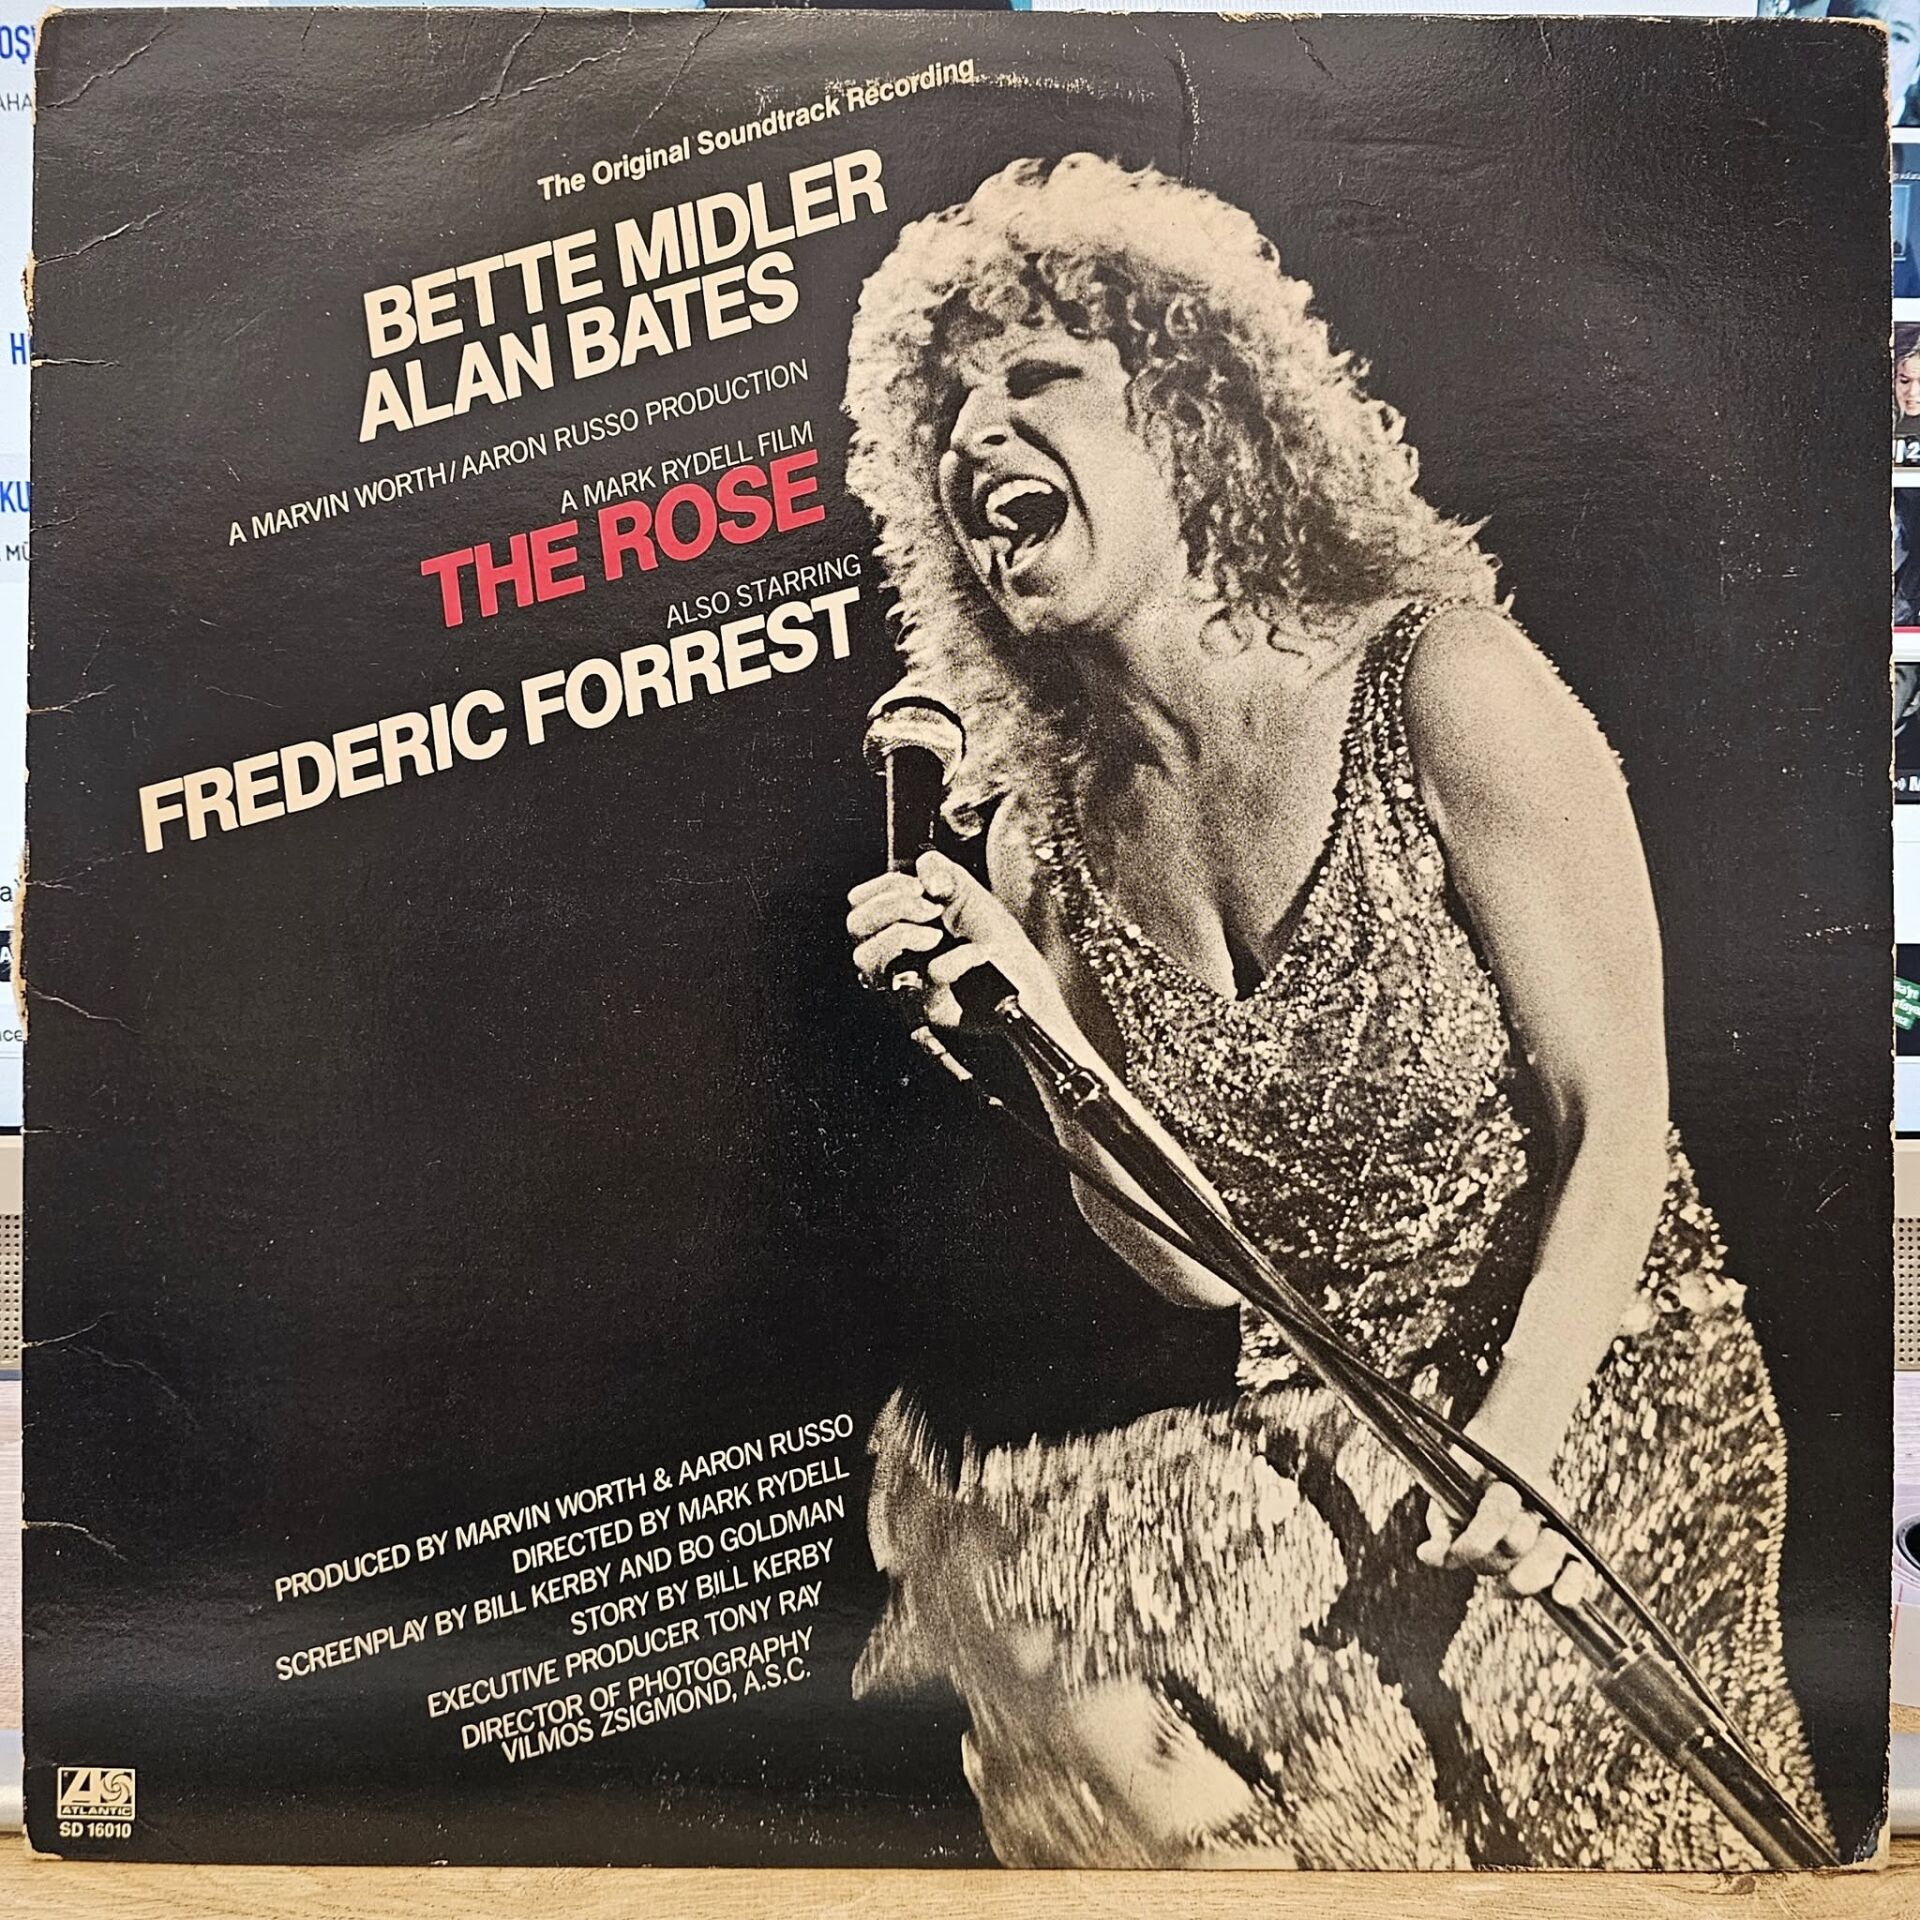 The Original Soundtrack Recording
BETTE MIDLER
ALAN BATES
A MARVIN WORTH/AARON RUSSO PRODUCTION
A MARK RYDELL FILM
THE ROSE
ALSO STARRING
FREDERIC FORREST
PRODUCED BY MARVIN WORTH & AARON RUSSO
DIRECTED BY MARK RYDELL
SCREENPLAY BY BILL KERBY AND BO GOLDMAN
STORY BY BILL KERBY
EXECUTIVE PRODUCER TONY RAY
DIRECTOR OF PHOTOGRAPHY
VILMOS ZSIGMOND, A.S.C.
ATLANTIC
SD 16010